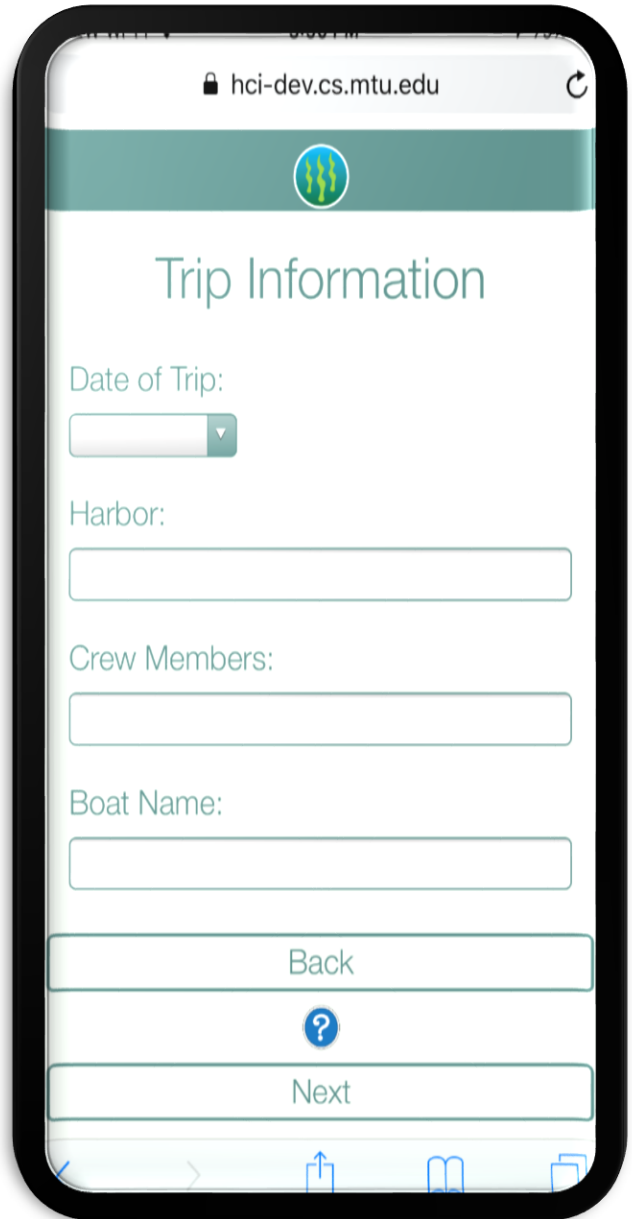 hci-dev.cs.mtu.edu
Trip Information
Date of Trip:
Harbor:
Crew Members:
Boat Name:
Back
?
Next